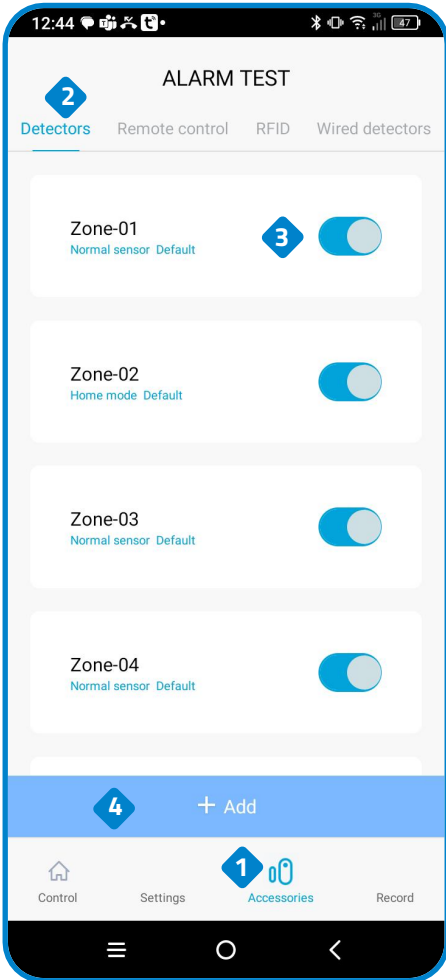 12:44
3G
47
ALARM TEST
2
Detectors Remote control RFID Wired detectors
Zone-01
Normal sensor Default
3
Zone-02
Home mode Default
Zone-03
Normal sensor Default
Zone-04
Normal sensor Default
4
+ Add
1
Control Settings Accessories Record